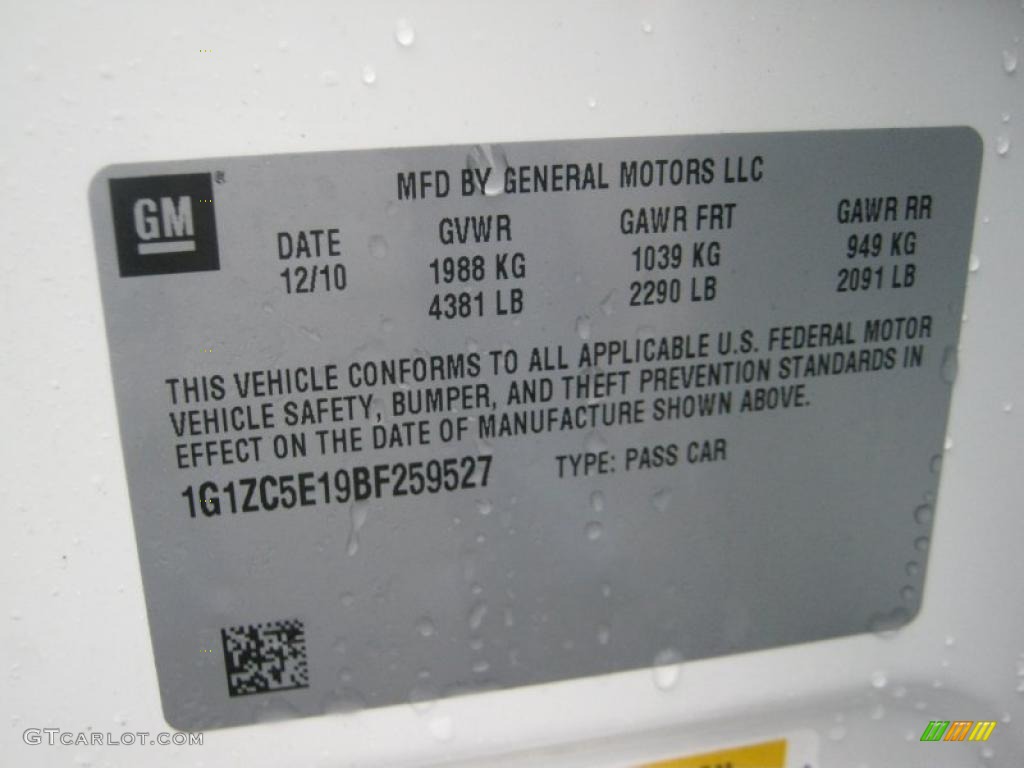 GM®
MFD BY GENERAL MOTORS LLC
DATE GVWR GAWR FRT GAWR RR
12/10 1988 KG 1039 KG 949 KG
4381 LB 2290 LB 2091 LB
THIS VEHICLE CONFORMS TO ALL APPLICABLE U.S. FEDERAL MOTOR
VEHICLE SAFETY, BUMPER, AND THEFT PREVENTION STANDARDS IN
EFFECT ON THE DATE OF MANUFACTURE SHOWN ABOVE.
1G1ZC5E19BF259527 TYPE: PASS CAR
GTCARLOT.COM